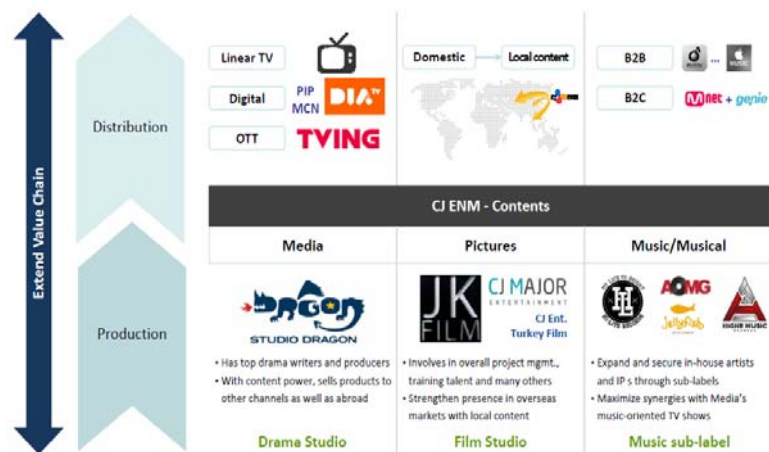 Extend Value Chain
Distribution
Production
Linear TV
Digital
PIP
MCN
DIA TV
OTT
TVING
Domestic
Local content
B2B
...
MUSIC
B2C
Mnet + genie
CJ ENM - Contents
Media
Pictures
Music/Musical
DRAGON
STUDIO DRAGON
JK
FILM
CJ MAJOR
ENTERTAINMENT
CJ Ent.
Turkey Film
AOMG
Jellyfish
HIGHR MUSIC
• Has top drama writers and producers
• With content power, sells products to
other channels as well as abroad
• Involves in overall project mgmt.,
training talent and many others
• Strengthen presence in overseas
markets with local content
• Expand and secure in-house artists
and IP s through sub-labels
• Maximize synergies with Media's
music-oriented TV shows
Drama Studio
Film Studio
Music sub-label